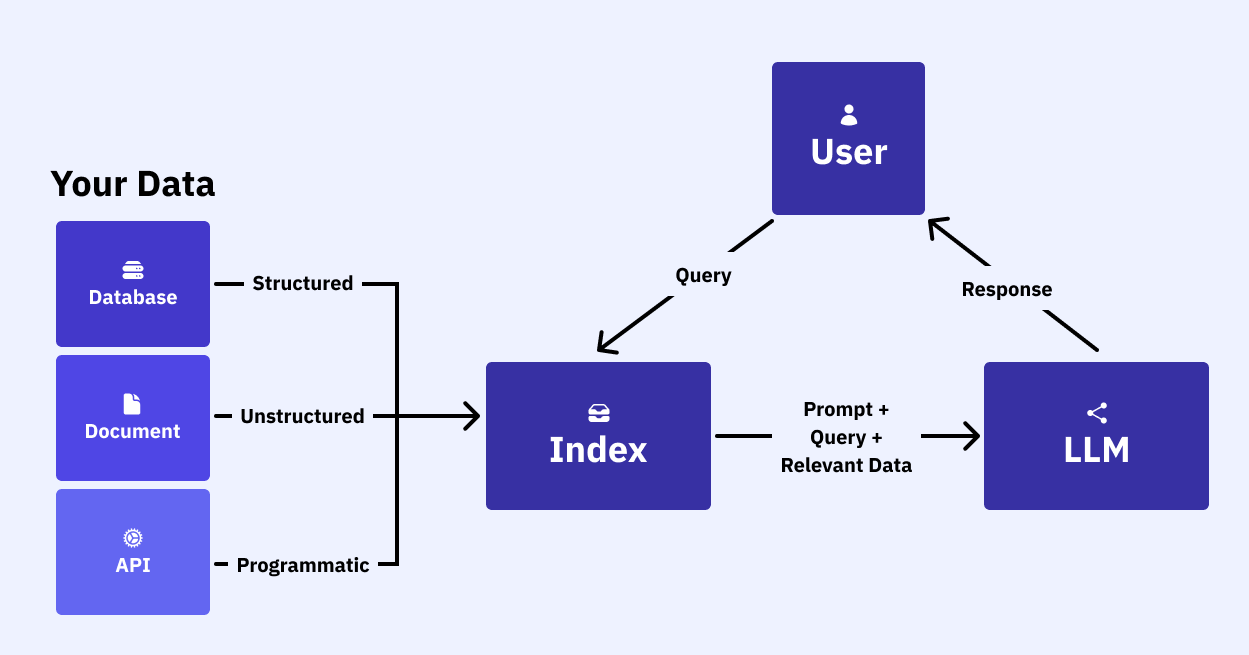 User
Your Data
Database
Structured
Query
Response
Document
Unstructured
Index
Prompt +
Query +
Relevant Data
LLM
API
Programmatic